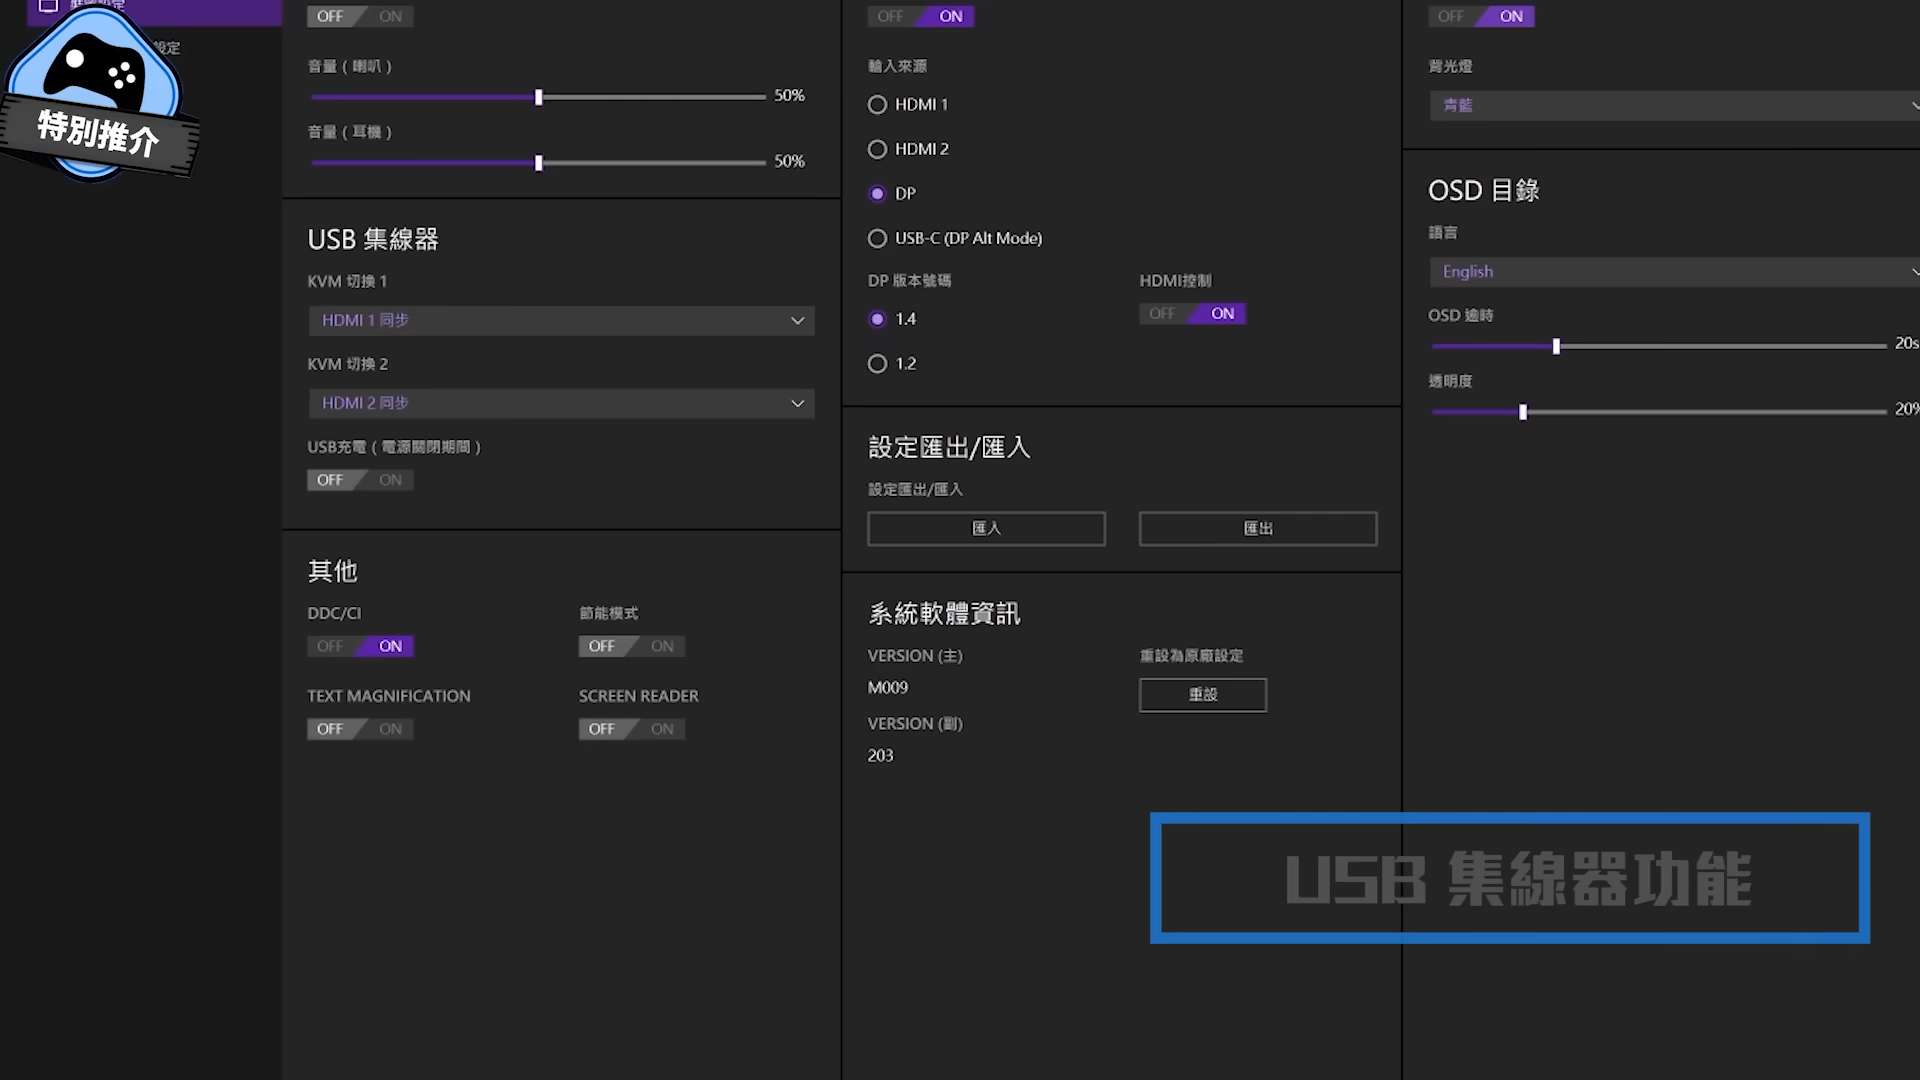 設定
特別推介
OFF ON
音量 ( 喇叭 )
50%
音量 ( 耳機 )
50%
USB 集線器
KVM 切換 1
HDMI 1 同步
KVM 切換 2
HDMI 2 同步
USB充電 ( 電源關閉期間 )
OFF ON
其他
DDC/CI
OFF ON
節能模式
OFF ON
TEXT MAGNIFICATION
OFF ON
SCREEN READER
OFF ON
OFF ON
輸入來源
HDMI 1
HDMI 2
DP
USB-C (DP Alt Mode)
DP 版本號碼
1.4
1.2
HDMI控制
OFF ON
設定匯出/匯入
設定匯出/匯入
匯入
匯出
系統軟體資訊
VERSION (主)
M009
VERSION (副)
203
重設為原廠設定
重設
OFF ON
背光燈
青藍
OSD 目錄
語言
English
OSD 逾時
20s
透明度
20%
USB 集線器功能